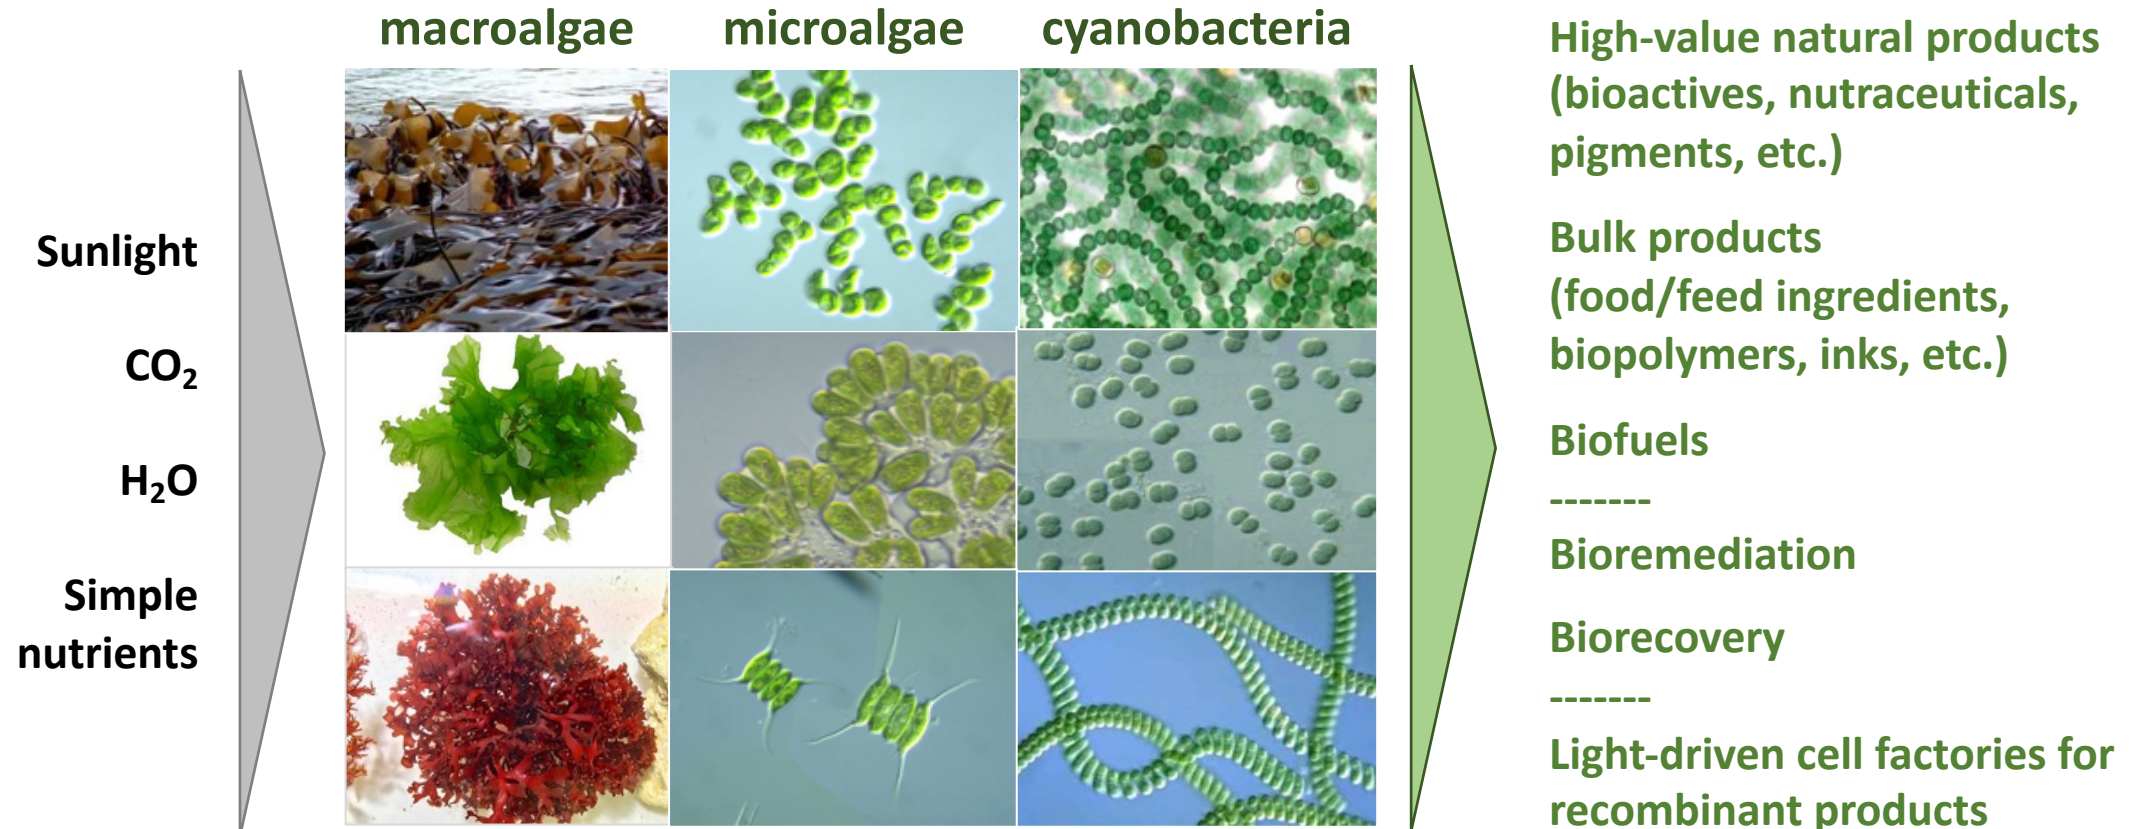 macroalgae microalgae cyanobacteria
Sunlight
CO₂
H₂O
Simple
nutrients
High-value natural products
(bioactives, nutraceuticals,
pigments, etc.)
Bulk products
(food/feed ingredients,
biopolymers, inks, etc.)
Biofuels
-------
Bioremediation
Biorecovery
-------
Light-driven cell factories for
recombinant products